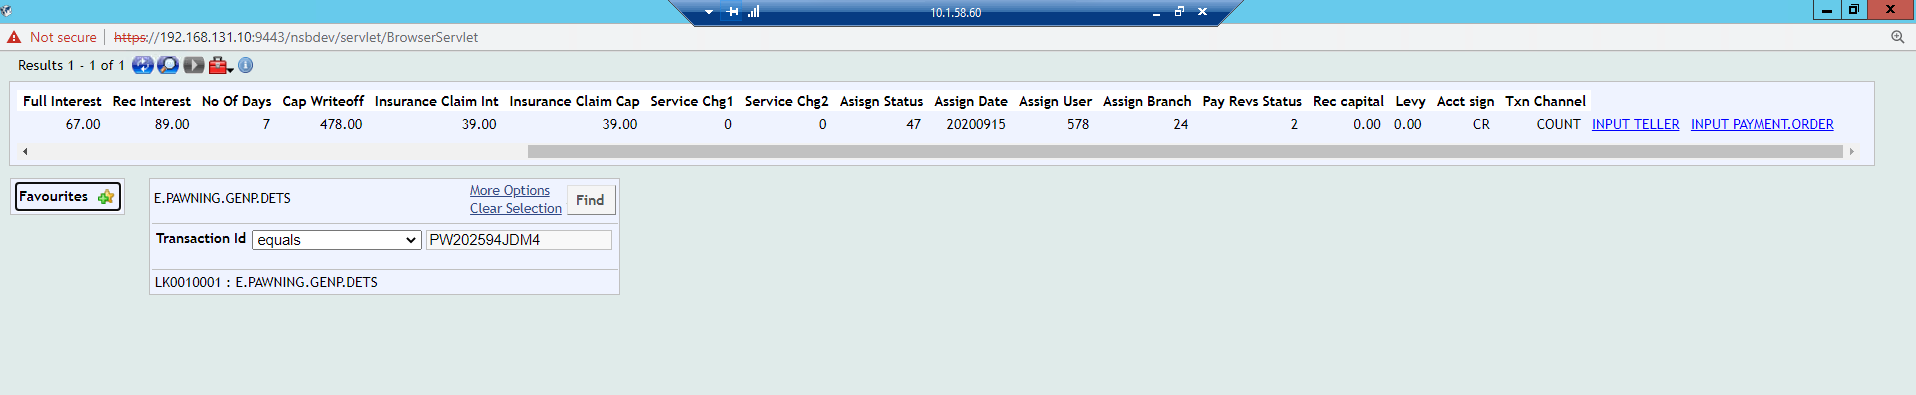 10.1.58.60
Not secure | https://192.168.131.10:9443/nsbdev/servlet/BrowserServlet
Results 1 - 1 of 1
Full Interest Rec Interest No Of Days Cap Writeoff Insurance Claim Int Insurance Claim Cap Service Chg1 Service Chg2 Asisgn Status Assign Date Assign User Assign Branch Pay Revs Status Rec capital Levy Acct sign Txn Channel
67.00 89.00 7 478.00 39.00 39.00 0 0 47 20200915 578 24 2 0.00 0.00 CR COUNT INPUT TELLER INPUT PAYMENT.ORDER
Favourites
E.PAWNING.GENP.DETS
More Options
Clear Selection
Find
Transaction Id equals PW202594JDM4
LK0010001 : E.PAWNING.GENP.DETS